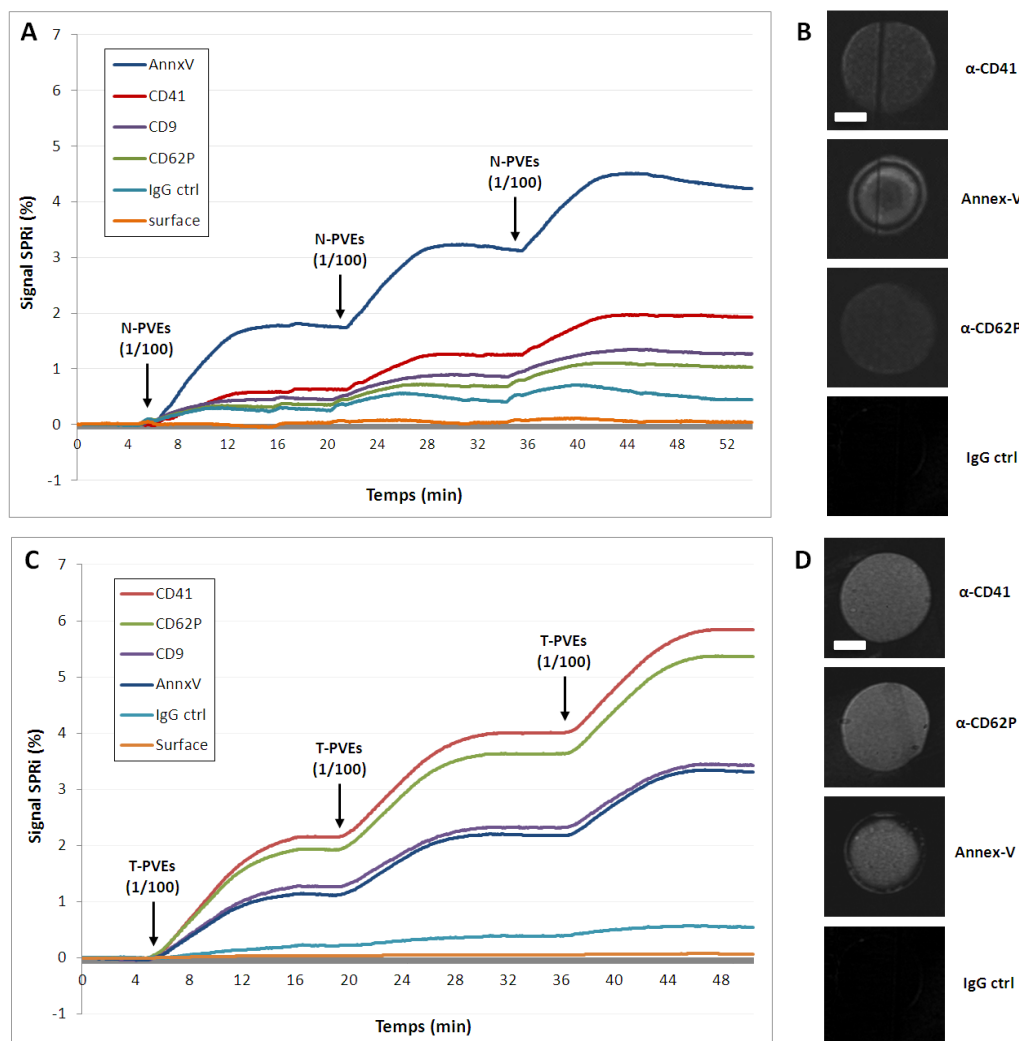 A
7
6
5
4
3
2
1
0
-1
Signal SPRi (%)
AnnxV
CD41
CD9
CD62P
IgG ctrl
surface
N-PVEs
(1/100)
N-PVEs
(1/100)
N-PVEs
(1/100)
0 4 8 12 16 20 24 28 32 36 40 44 48 52
Temps (min)
B
α-CD41
Annex-V
α-CD62P
IgG ctrl
C
7
6
5
4
3
2
1
0
-1
Signal SPRi (%)
CD41
CD62P
CD9
AnnxV
IgG ctrl
Surface
T-PVEs
(1/100)
T-PVEs
(1/100)
T-PVEs
(1/100)
0 4 8 12 16 20 24 28 32 36 40 44 48
Temps (min)
D
α-CD41
α-CD62P
Annex-V
IgG ctrl